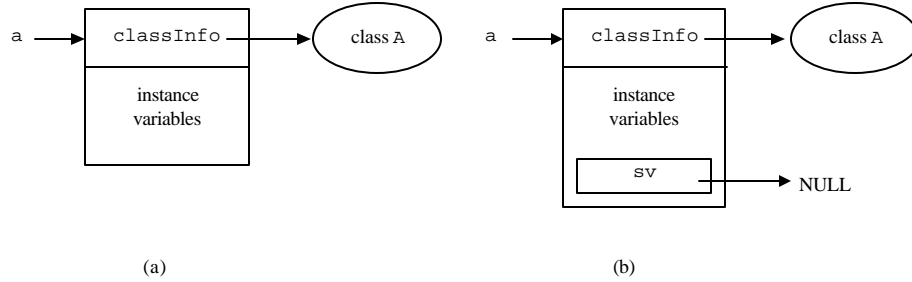 a
classInfo
class A
instance
variables
(a)
a
classInfo
class A
instance
variables
sv
NULL
(b)